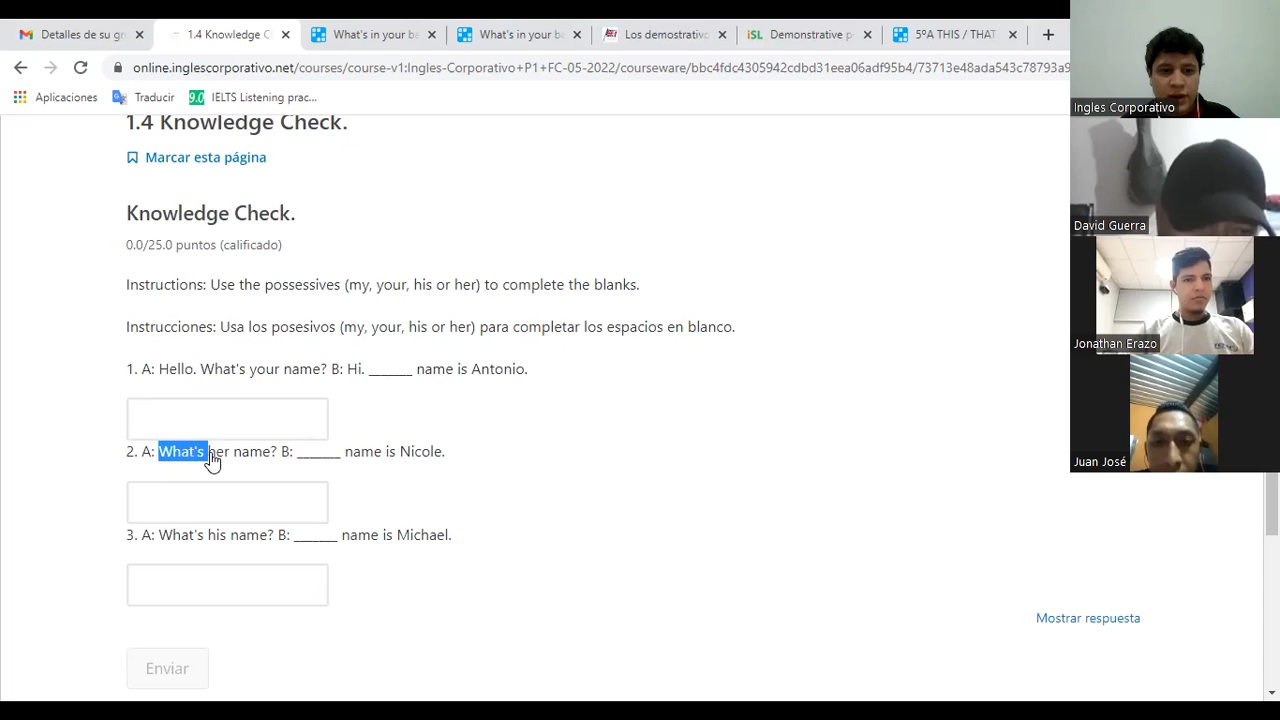 Detalles de su gr
1.4 Knowledge C
What's in your b
What's in your b
Los demostrativo
Demonstrative p
5ºA THIS / THAT
online.inglescorporativo.net/courses/course-v1:Ingles-Corporativo+P1+FC-05-2022/courseware/bbc4fdc4305942cdbd31eea06adf95b4/73713e48ada543c78793a9
Aplicaciones
Traducir
9.0 IELTS Listening prac...
1.4 Knowledge Check.
Marcar esta página
Knowledge Check.
0.0/25.0 puntos (calificado)
Instructions: Use the possessives (my, your, his or her) to complete the blanks.
Instrucciones: Usa los posesivos (my, your, his or her) para completar los espacios en blanco.
1. A: Hello. What's your name? B: Hi. ______ name is Antonio.
2. A: What's her name? B: ______ name is Nicole.
3. A: What's his name? B: ______ name is Michael.
Mostrar respuesta
Enviar
Ingles Corporativo
David Guerra
Jonathan Erazo
Juan José